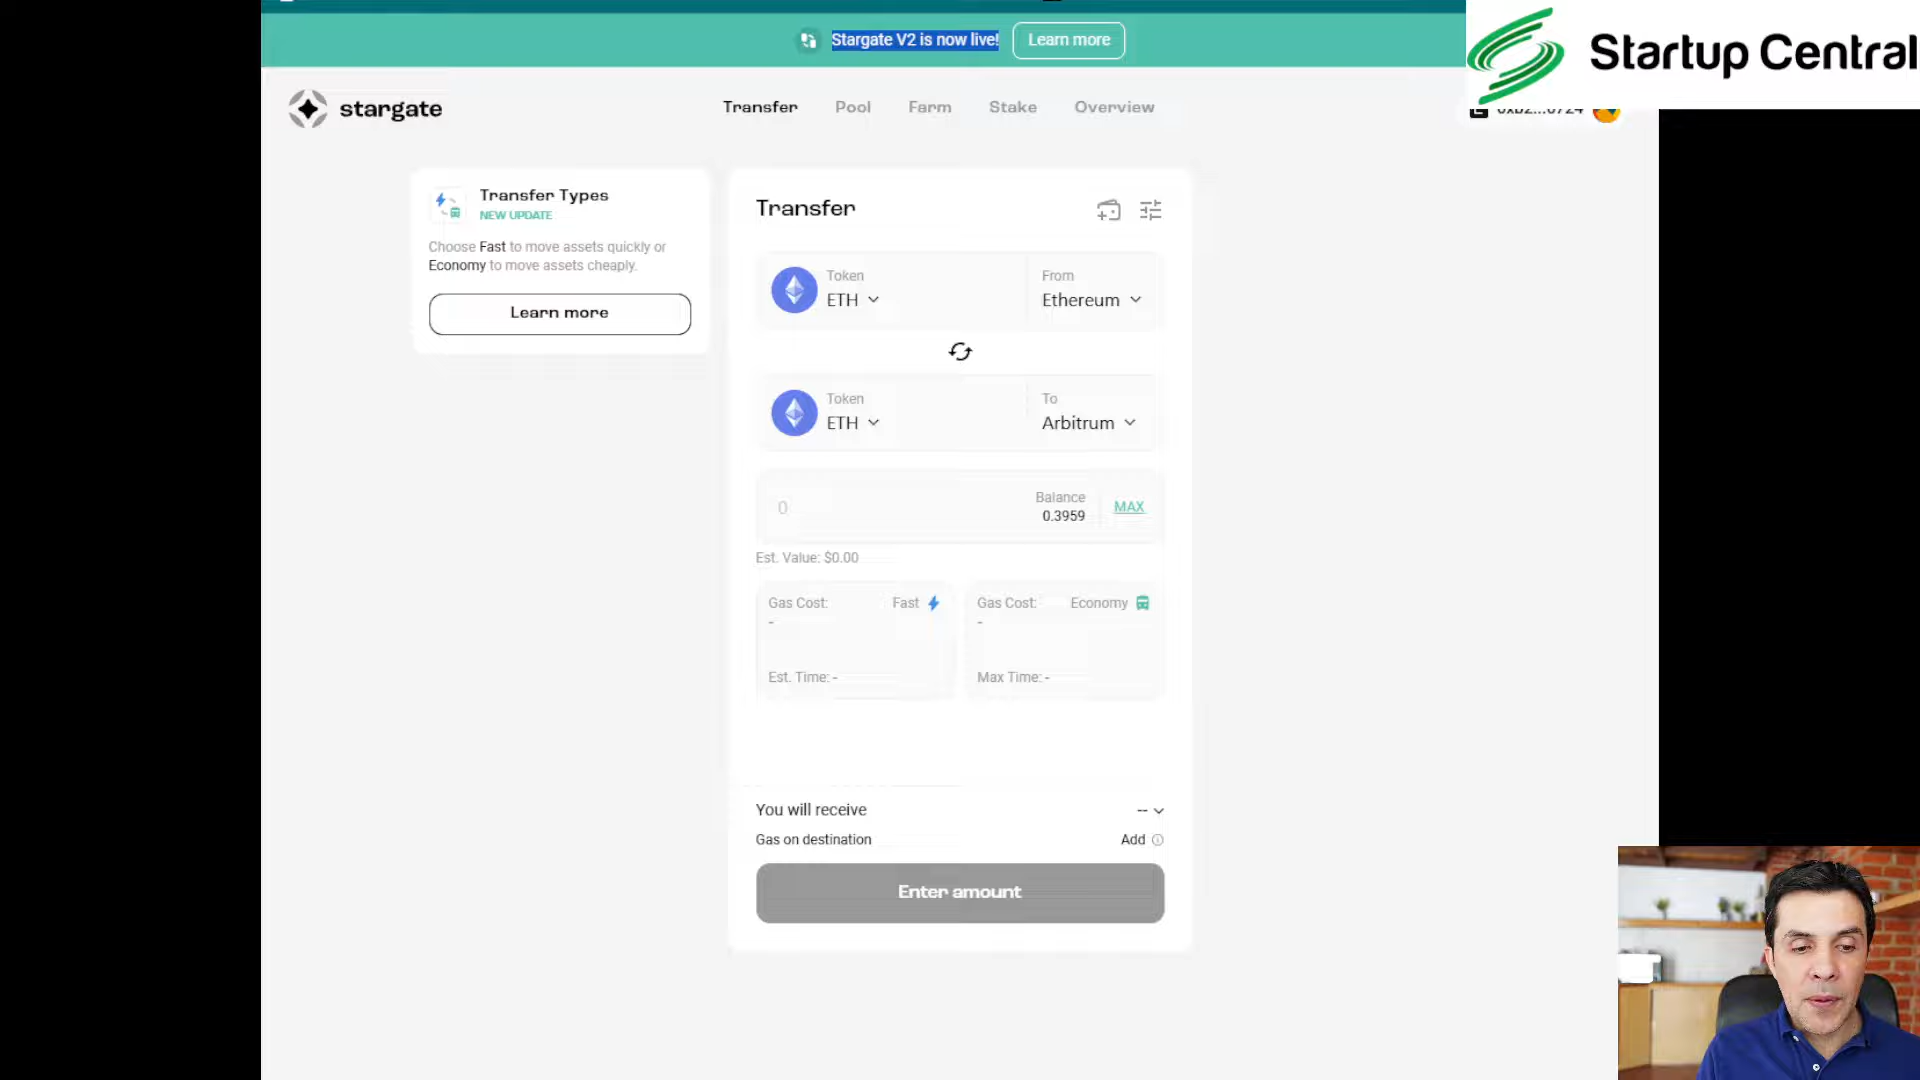 Stargate V2 is now live!
Learn more
Startup Central
stargate
Transfer
Pool
Farm
Stake
Overview
Transfer Types
NEW UPDATE
Choose Fast to move assets quickly or
Economy to move assets cheaply.
Learn more
Transfer
Token
ETH
From
Ethereum
Token
ETH
To
Arbitrum
0
Balance
0.3959
MAX
Est. Value: $0.00
Gas Cost:
Fast
-
Est. Time: -
Gas Cost:
Economy
-
Max Time: -
You will receive
--
Gas on destination
Add
Enter amount